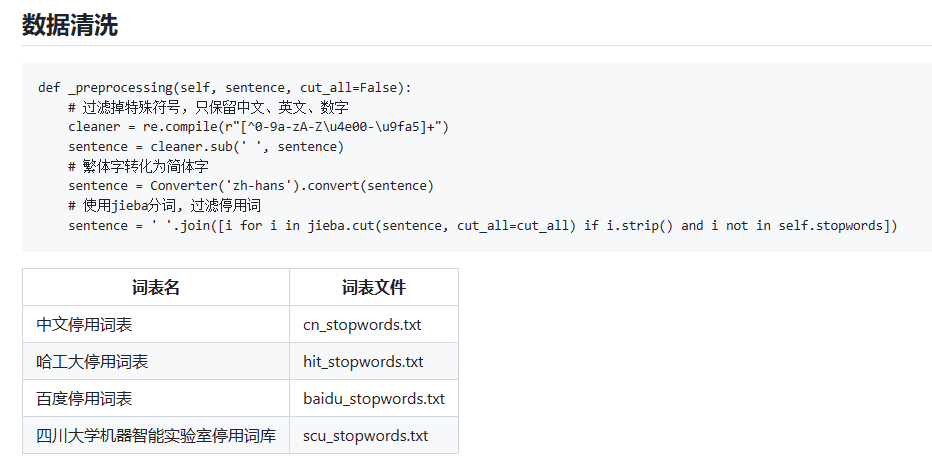 数据清洗
def _preprocessing(self, sentence, cut_all=False):
    # 过滤掉特殊符号，只保留中文、英文、数字
    cleaner = re.compile(r"[^0-9a-zA-Z\u4e00-\u9fa5]+")
    sentence = cleaner.sub(' ', sentence)
    # 繁体字转化为简体字
    sentence = Converter('zh-hans').convert(sentence)
    # 使用jieba分词, 过滤停用词
    sentence = ' '.join([i for i in jieba.cut(sentence, cut_all=cut_all) if i.strip() and i not in self.stopwords])
词表名 词表文件
中文停用词表 cn_stopwords.txt
哈工大停用词表 hit_stopwords.txt
百度停用词表 baidu_stopwords.txt
四川大学机器智能实验室停用词库 scu_stopwords.txt